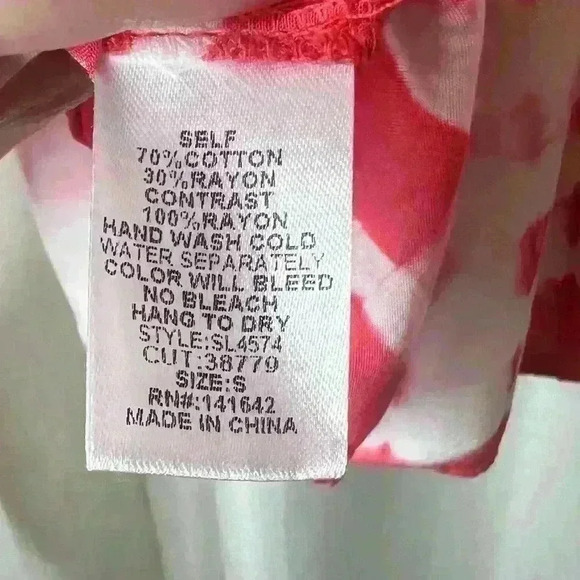 SELF
70%COTTON
30%RAYON
CONTRAST
100%RAYON
HAND WASH COLD
WATER SEPARATELY
COLOR WILL BLEED
NO BLEACH
HANG TO DRY
STYLE:SL4574
CUT:38779
SIZE:S
RN#:141642
MADE IN CHINA